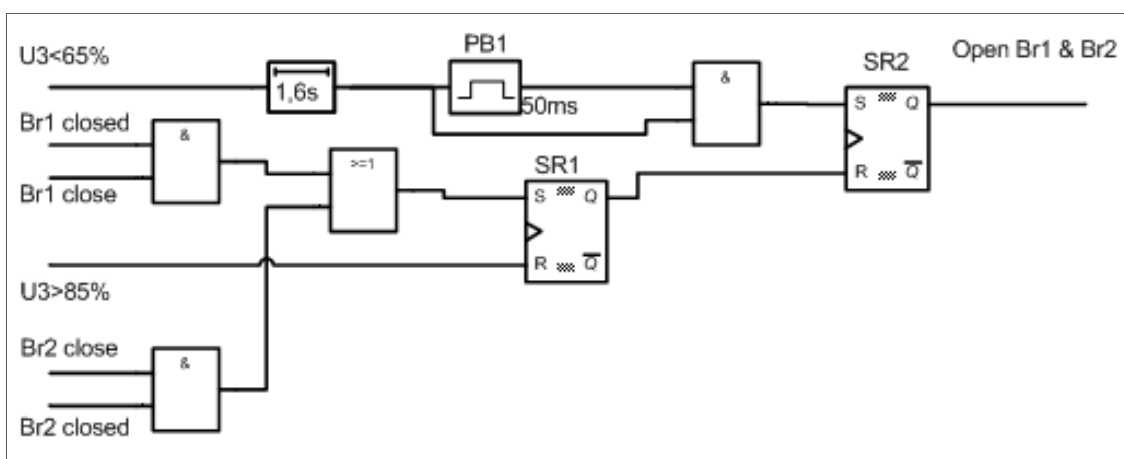 U3<65%
PB1
Open Br1 & Br2
SR2
1,6s
50ms
&
S Q
R Q
Br1 closed
&
Br1 close
>=1
SR1
S Q
R Q
U3>85%
Br2 close
&
Br2 closed